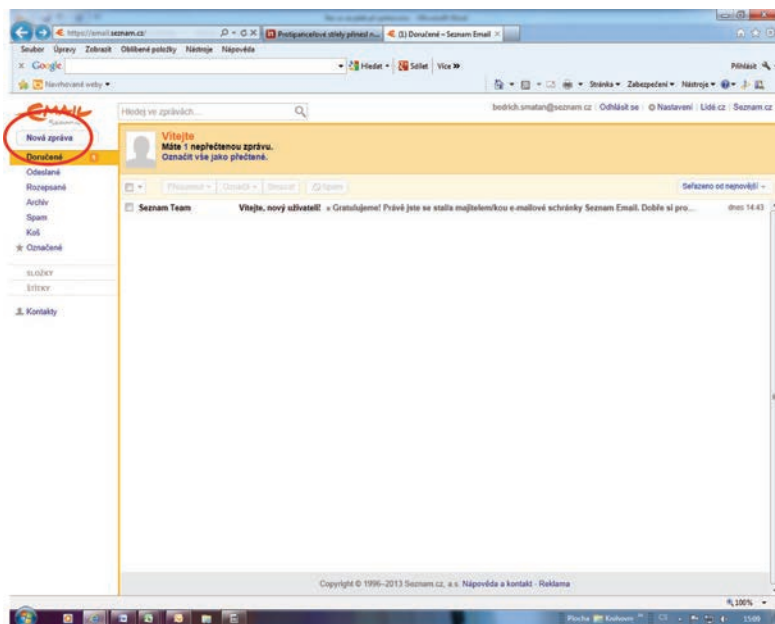 https://email.seznam.cz/
Protipancéřové střely přinesl n...
(1) Doručené – Seznam Email
Soubor Úpravy Zobrazit Oblíbené položky Nástroje Nápověda
x Google Hledat Sdílet Více »
Přihlásit
Navrhované weby
Stránka Zabezpečení Nástroje
EMAIL
Hledej ve zprávách...
bedrich.smatan@seznam.cz Odhlásit se Nastavení Lidé.cz Seznam.cz
Nová zpráva
Vítejte
Máte 1 nepřečtenou zprávu.
Označit vše jako přečtené.
Doručené
Odeslané
Rozepsané
Archiv
Spam
Koš
Označené
SLOŽKY
ŠTÍTKY
Kontakty
Přesunout Označit Smazat Spam
Seřazeno od nejnovější
Seznam Team Vítejte, nový uživateli! » Gratulujeme! Právě jste se stal/a majitelem/kou e-mailové schránky Seznam Email. Dobře si pro... dnes 14:43
Copyright © 1996–2013 Seznam.cz, a.s. Nápověda a kontakt - Reklama
100%
Plocha Knihovny CS 15:09